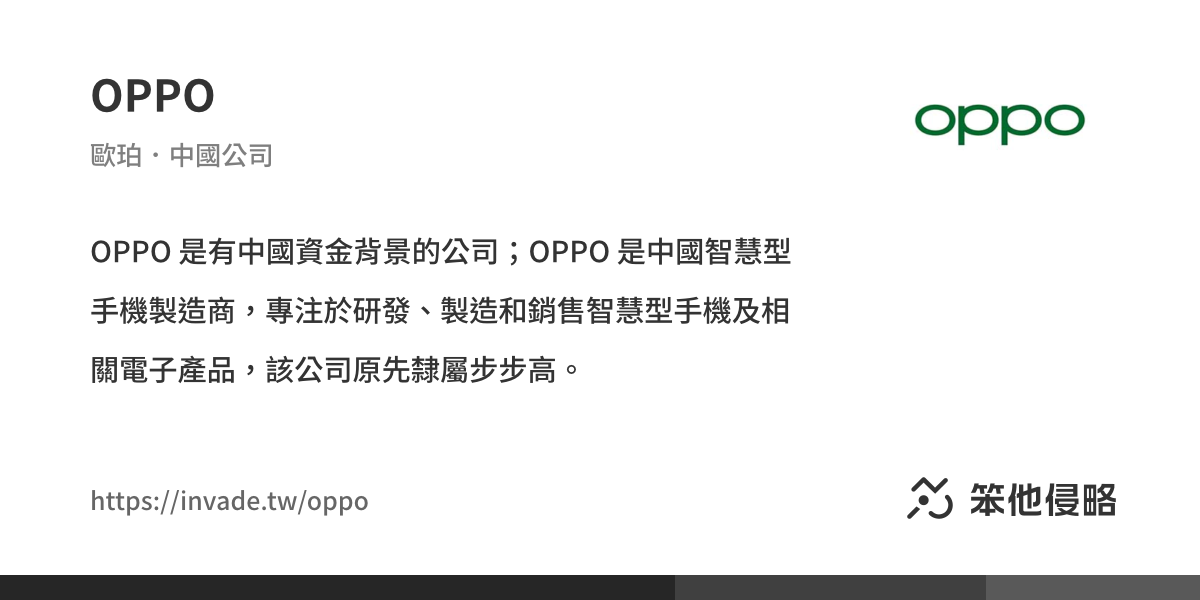 OPPO
歐珀・中國公司
oppo
OPPO 是有中國資金背景的公司；OPPO 是中國智慧型
手機製造商，專注於研發、製造和銷售智慧型手機及相
關電子產品，該公司原先隸屬步步高。
https://invade.tw/oppo
笨他侵略